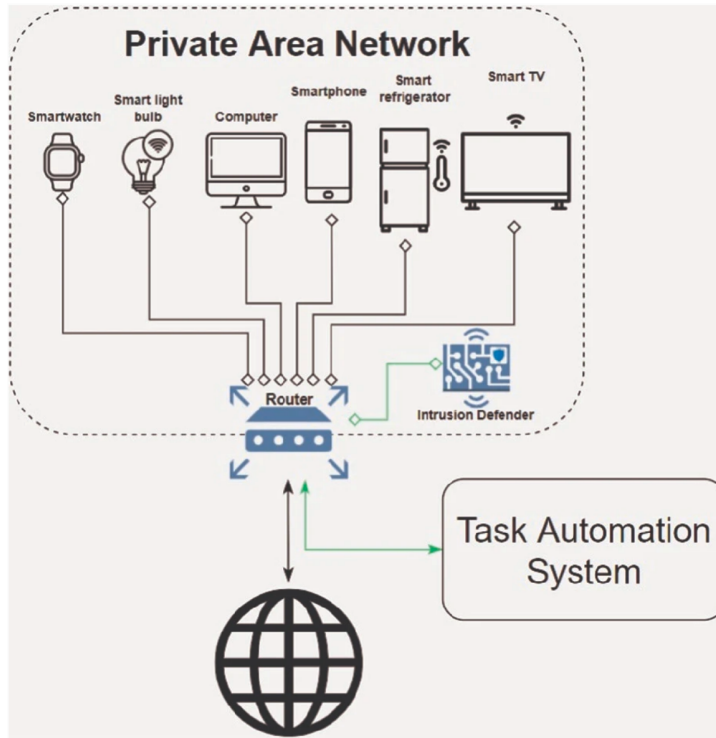 Private Area Network
Smartwatch
Smart light
bulb
Computer
Smartphone
Smart
refrigerator
Smart TV
Router
Intrusion Defender
Task Automation
System